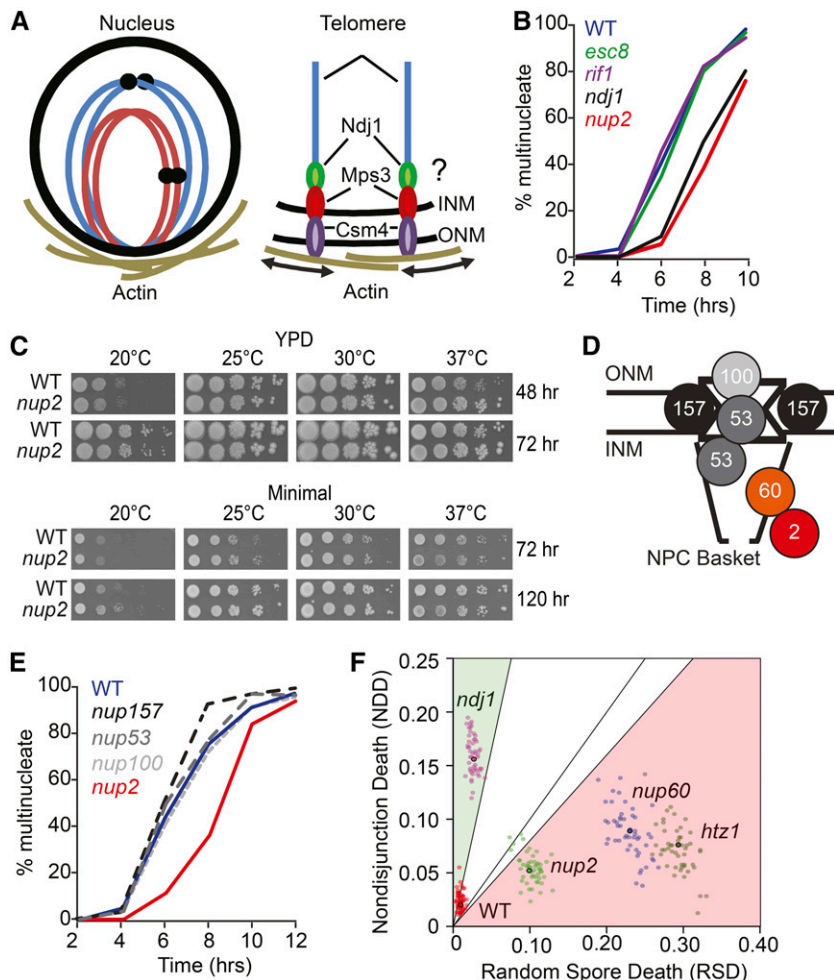 A
Nucleus
Telomere
Ndj1
?
Mps3
INM
Csm4
ONM
Actin
Actin
B
% multinucleate
100
80
60
40
20
0
2 4 6 8 10
Time (hrs)
WT
esc8
rif1
ndj1
nup2
C
YPD
20°C 25°C 30°C 37°C
WT
nup2
48 hr
WT
nup2
72 hr
Minimal
20°C 25°C 30°C 37°C
WT
nup2
72 hr
WT
nup2
120 hr
D
ONM
100
157
157
53
INM
53
60
2
NPC Basket
E
% multinucleate
100
80
60
40
20
0
2 4 6 8 10 12
Time (hrs)
WT
nup157
nup53
nup100
nup2
F
Nondisjunction Death (NDD)
0.25
0.20
0.15
0.10
0.05
0
0 0.10 0.20 0.30 0.40
Random Spore Death (RSD)
ndj1
nup60
htz1
nup2
WT